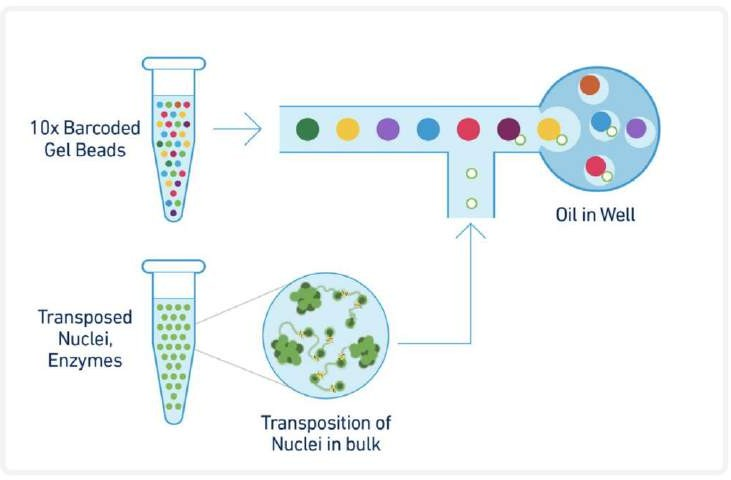 10x Barcoded
Gel Beads
Oil in Well
Transposed
Nuclei,
Enzymes
Transposition of
Nuclei in bulk